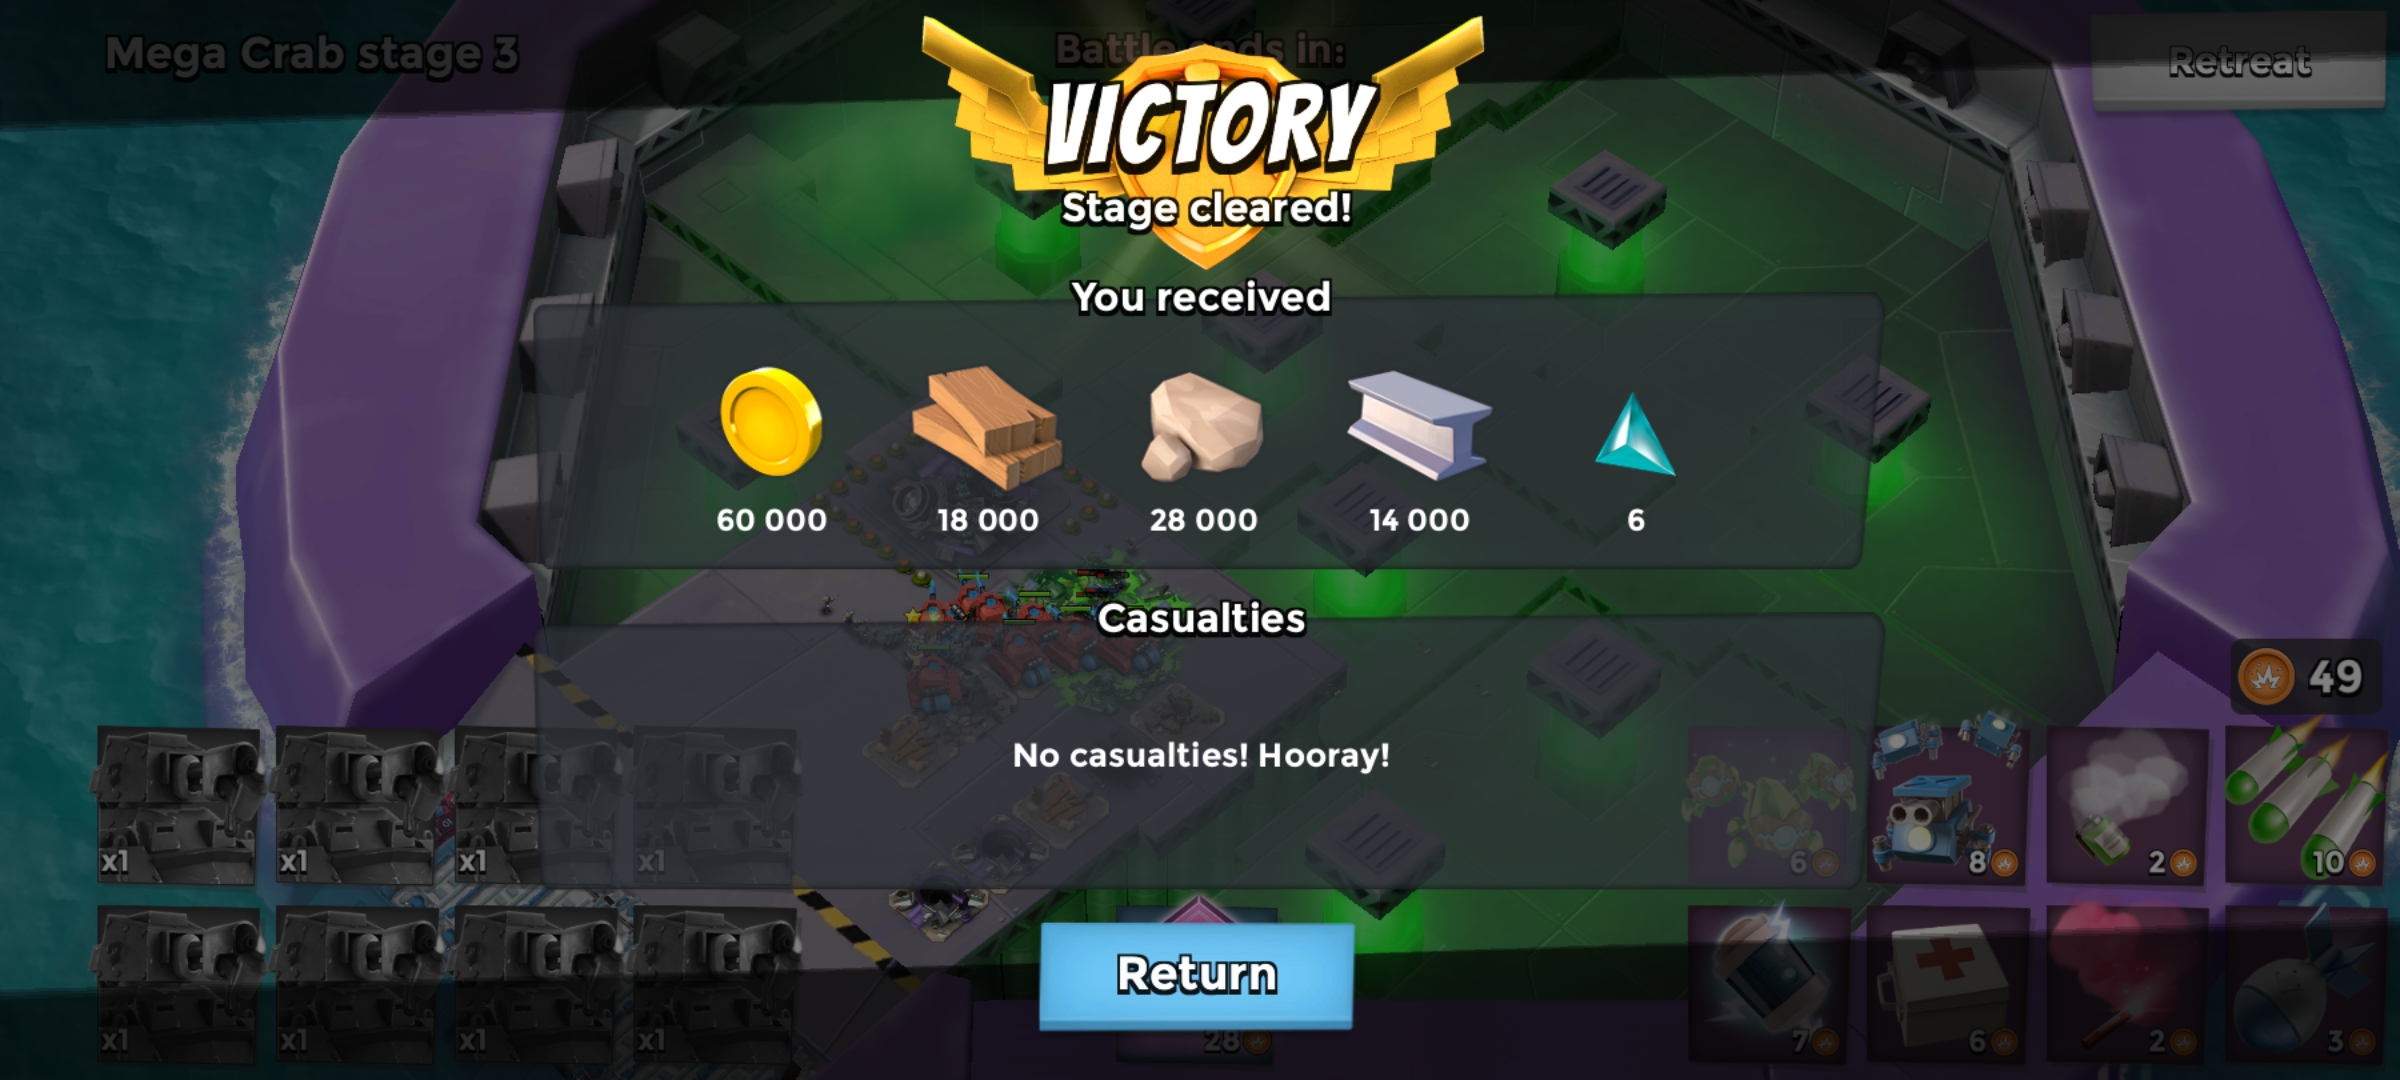 Mega Crab stage 3
Battle ends in:
Retreat
VICTORY
Stage cleared!
You received
60 000
18 000
28 000
14 000
6
Casualties
No casualties! Hooray!
49
x1
x1
x1
x1
6
8
2
10
x1
x1
x1
x1
Return
28
7
6
2
3